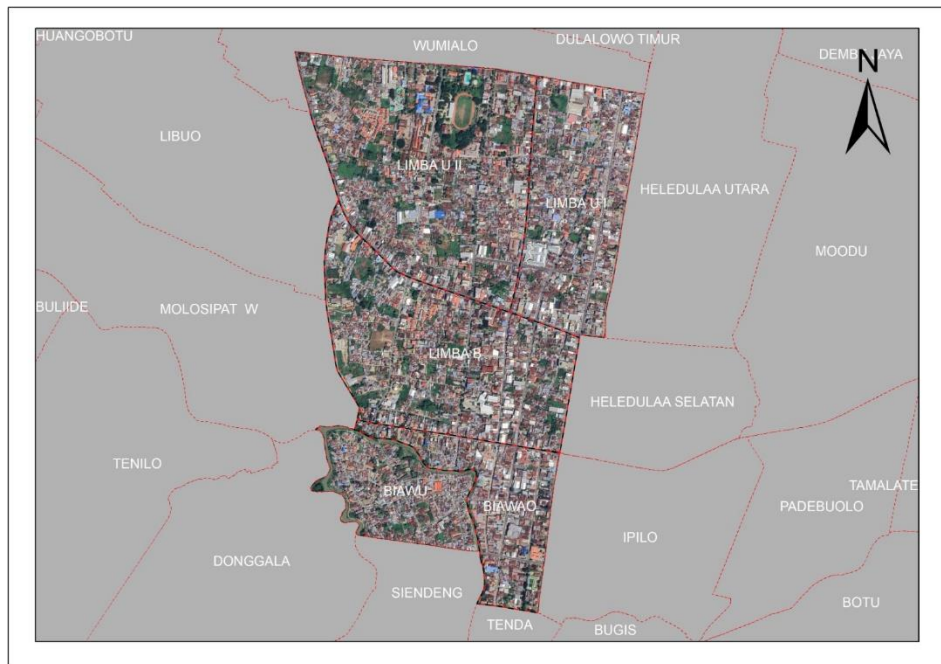 HUANGOBOTU
WUMIALO
DULALOWO TIMUR
DEMBE JAYA
N
LIBUO
LIMBA U II
HELEDULAA UTARA
LIMBA U I
MOODU
BULIIDE
MOLOSIPAT W
LIMBA B
HELEDULAA SELATAN
TENILO
BIAWU
BIAWAO
TAMALATE
PADEBUOLO
IPILO
DONGGALA
SIENDENG
BOTU
TENDA
BUGIS